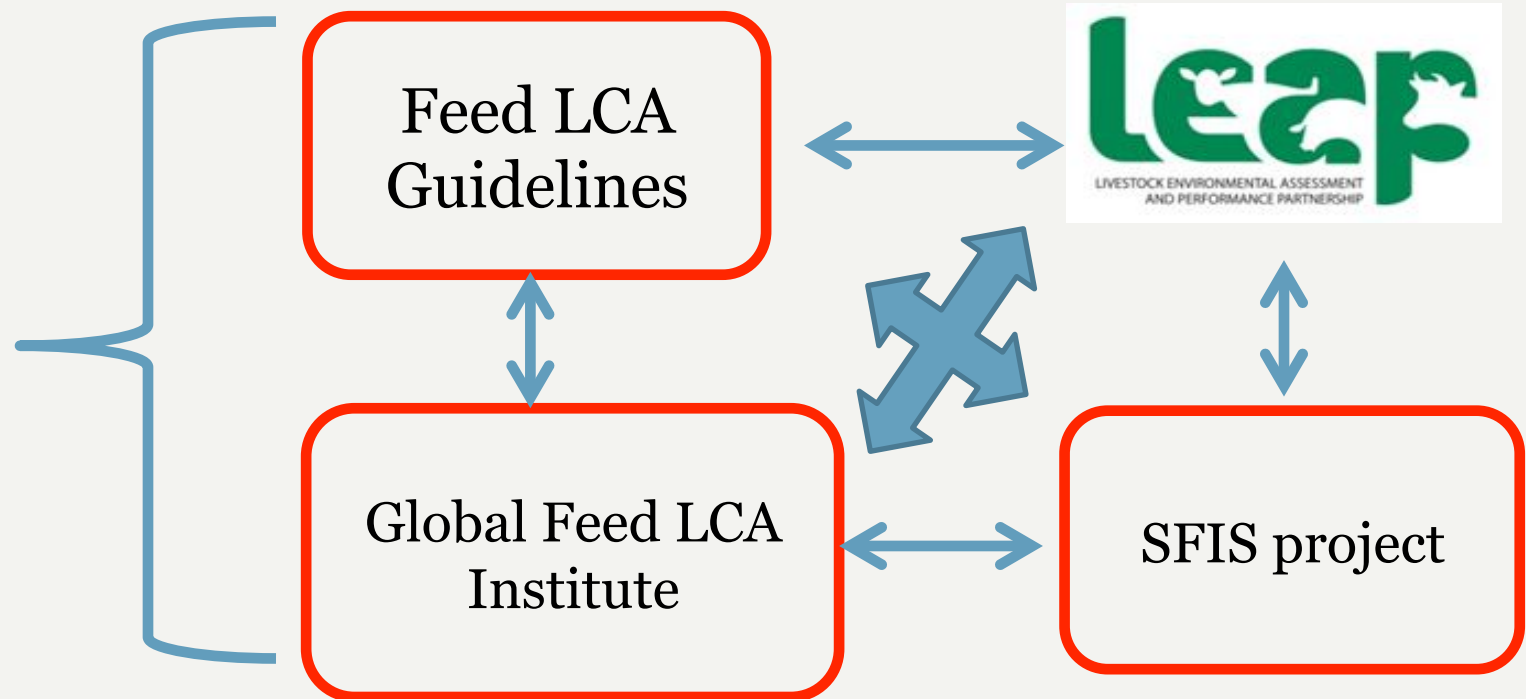 Feed LCA
Guidelines
leap
LIVESTOCK ENVIRONMENTAL ASSESSMENT
AND PERFORMANCE PARTNERSHIP
Global Feed LCA
Institute
SFIS project